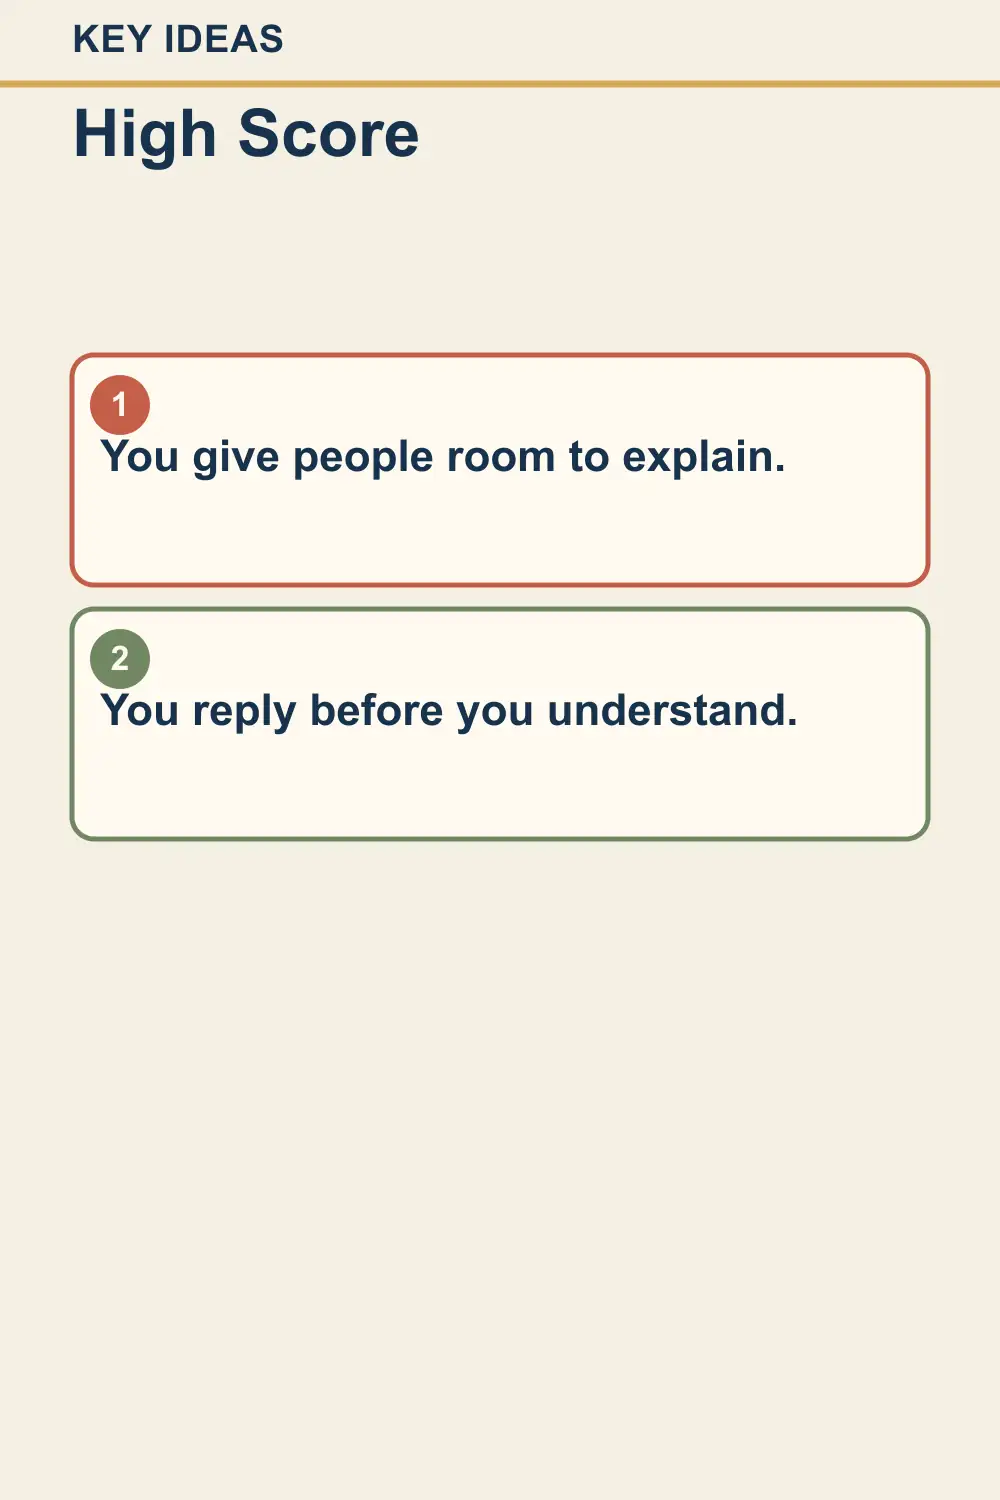 KEY IDEAS
High Score
1
You give people room to explain.
2
You reply before you understand.